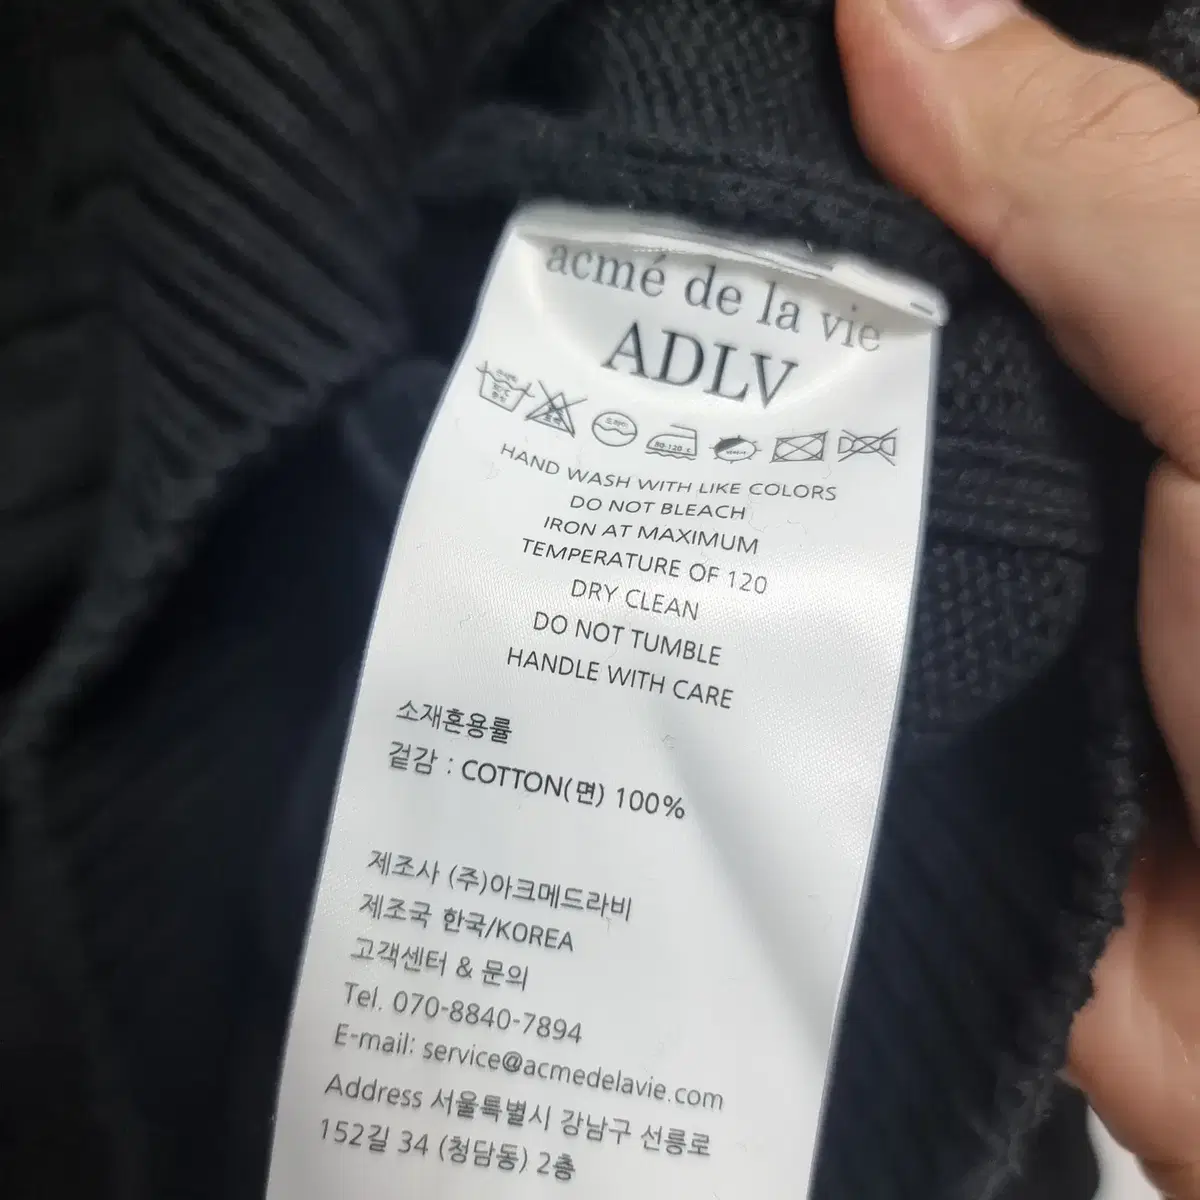 acmé de la vie
ADLV
80-120˚c
HAND WASH WITH LIKE COLORS
DO NOT BLEACH
IRON AT MAXIMUM
TEMPERATURE OF 120
DRY CLEAN
DO NOT TUMBLE
HANDLE WITH CARE
소재혼용률
겉감 : COTTON(면) 100%
제조사 (주)아크메드라비
제조국 한국/KOREA
고객센터 & 문의
Tel. 070-8840-7894
E-mail: service@acmedelavie.com
Address 서울특별시 강남구 선릉로
152길 34 (청담동) 2층